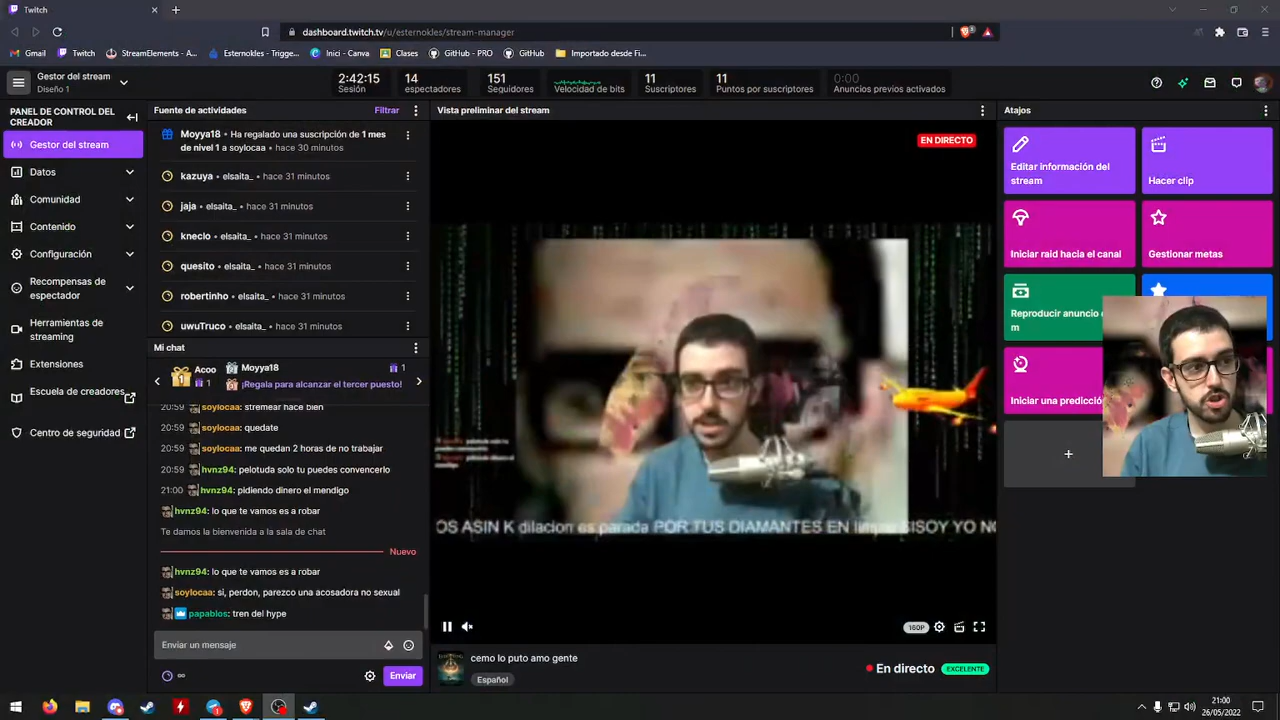 Twitch
dashboard.twitch.tv/u/esternokles/stream-manager
Gmail
Twitch
StreamElements - A...
Esternokles - Trigge...
Inici - Canva
Clases
GitHub - PRO
GitHub
Importado desde Fi...
Gestor del stream
Diseño 1
2:42:15
Sesión
14
espectadores
151
Seguidores
Velocidad de bits
11
Suscriptores
11
Puntos por suscriptores
0:00
Anuncios previos activados
PANEL DE CONTROL DEL
CREADOR
Gestor del stream
Datos
Comunidad
Contenido
Configuración
Recompensas de
espectador
Herramientas de
streaming
Extensiones
Escuela de creadores
Centro de seguridad
Fuente de actividades
Filtrar
Moyya18 • Ha regalado una suscripción de 1 mes
de nivel 1 a soylocaa • hace 30 minutos
kazuya • elsaita_ • hace 31 minutos
jaja • elsaita_ • hace 31 minutos
knecio • elsaita_ • hace 31 minutos
quesito • elsaita_ • hace 31 minutos
robertinho • elsaita_ • hace 31 minutos
uwuTruco • elsaita_ • hace 31 minutos
Mi chat
Acoo
1
Moyya18
1
¡Regala para alcanzar el tercer puesto!
20:59 soylocaa: stremear hace bien
20:59 soylocaa: quedate
20:59 soylocaa: me quedan 2 horas de no trabajar
20:59 hvnz94: pelotuda solo tu puedes convencerlo
21:00 hvnz94: pidiendo dinero el mendigo
hvnz94: lo que te vamos es a robar
Te damos la bienvenida a la sala de chat
Nuevo
hvnz94: lo que te vamos es a robar
soylocaa: si, perdon, parezco una acosadora no sexual
papablos: tren del hype
Enviar un mensaje
Enviar
Vista preliminar del stream
EN DIRECTO
OS ASIN K dilacion es parada POR TUS DIAMANTES EN limpie SISOY YO NO
160P
cemo lo puto amo gente
Español
En directo
EXCELENTE
Atajos
Editar información del
stream
Hacer clip
Iniciar raid hacia el canal
Gestionar metas
Reproducir anuncio
m
Iniciar una predicción
21:00
26/05/2022